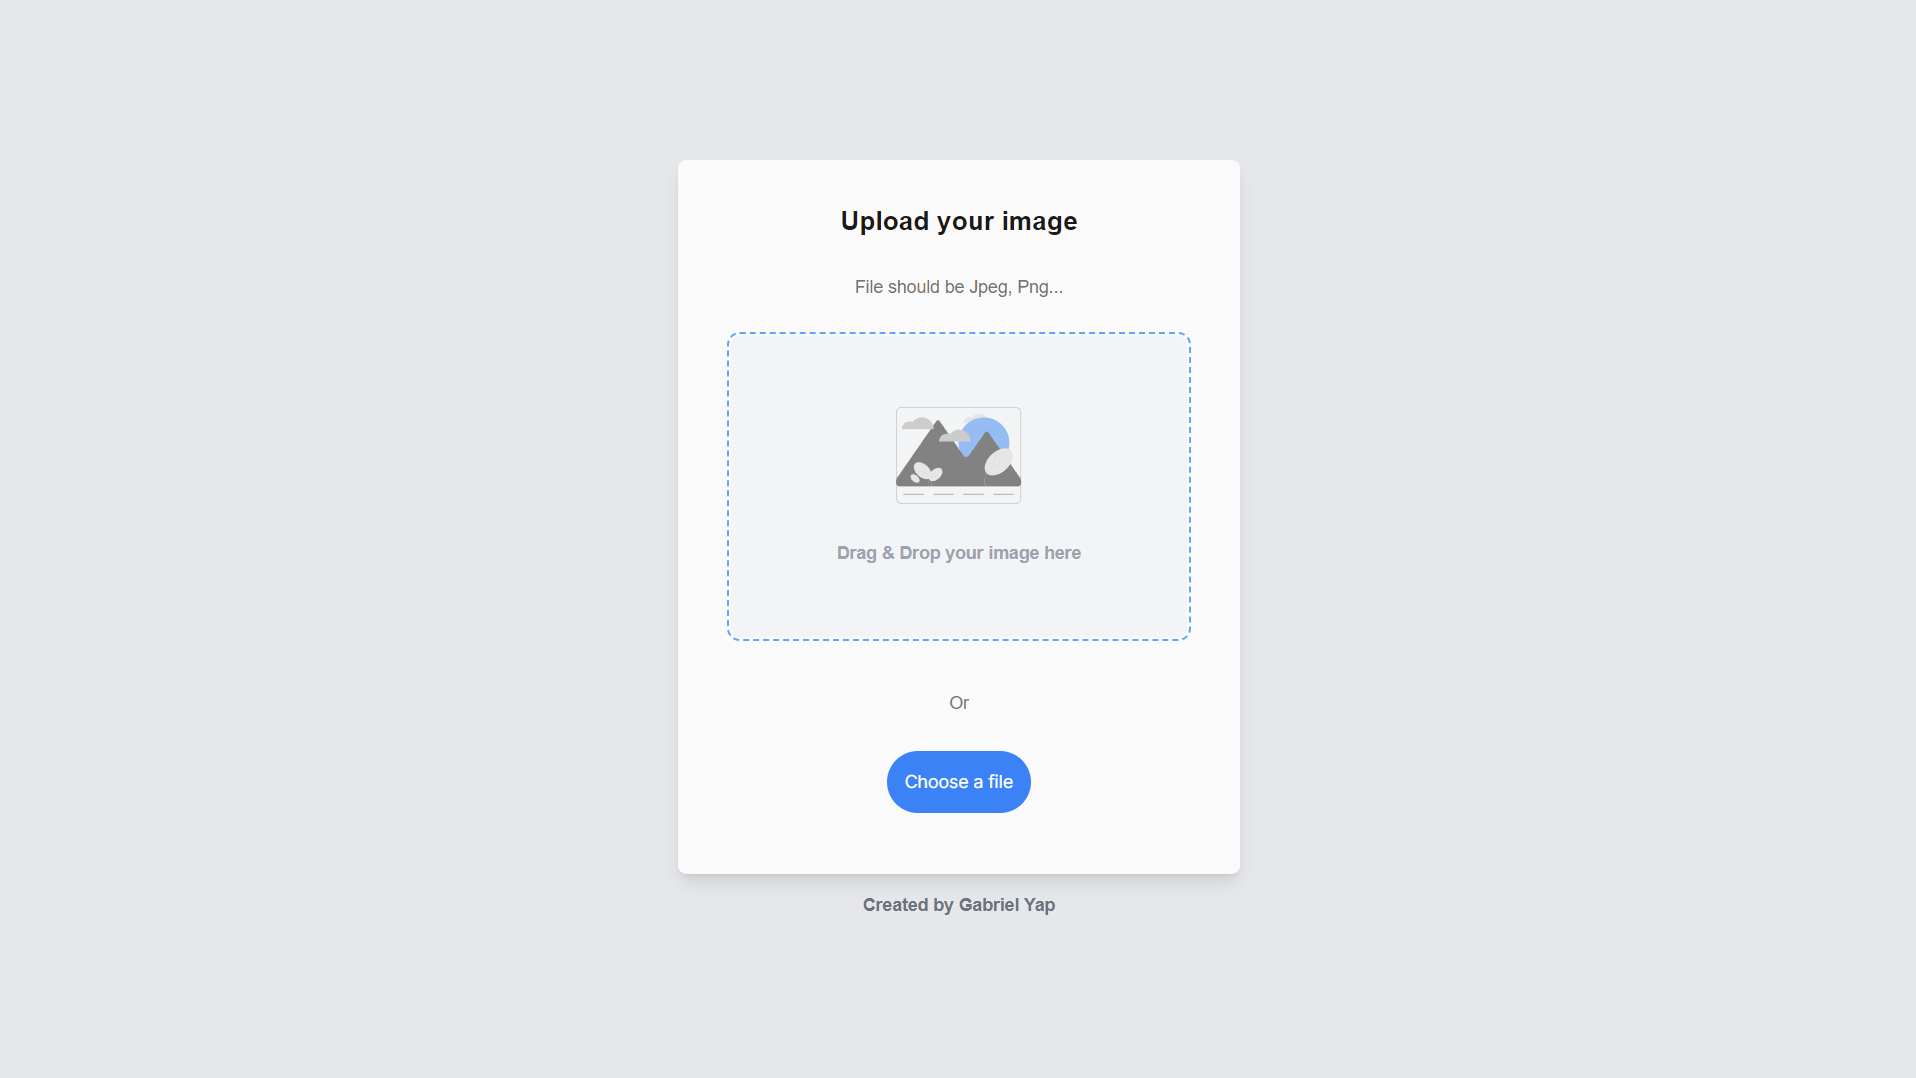 Upload your image
File should be Jpeg, Png...
Drag & Drop your image here
Or
Choose a file
Created by Gabriel Yap